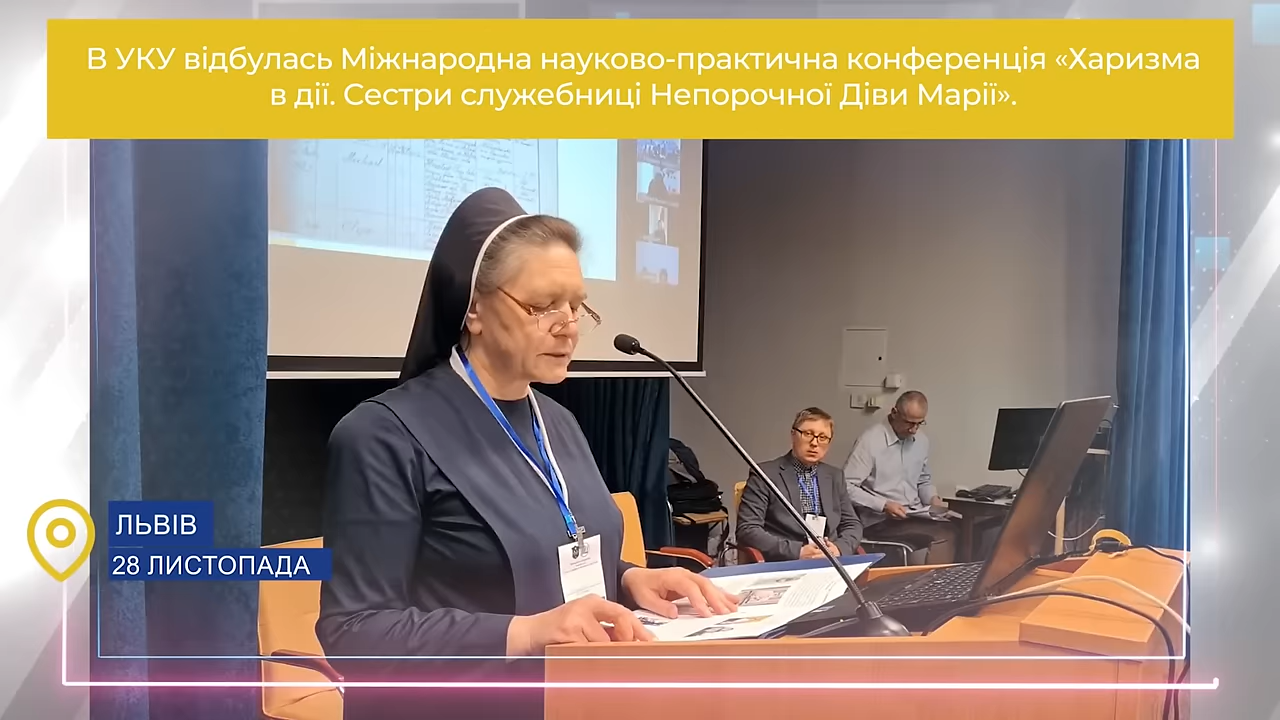 В УКУ відбулась Міжнародна науково-практична конференція «Харизма
в дії. Сестри служебниці Непорочної Діви Марії».
ЛЬВІВ
28 ЛИСТОПАДА